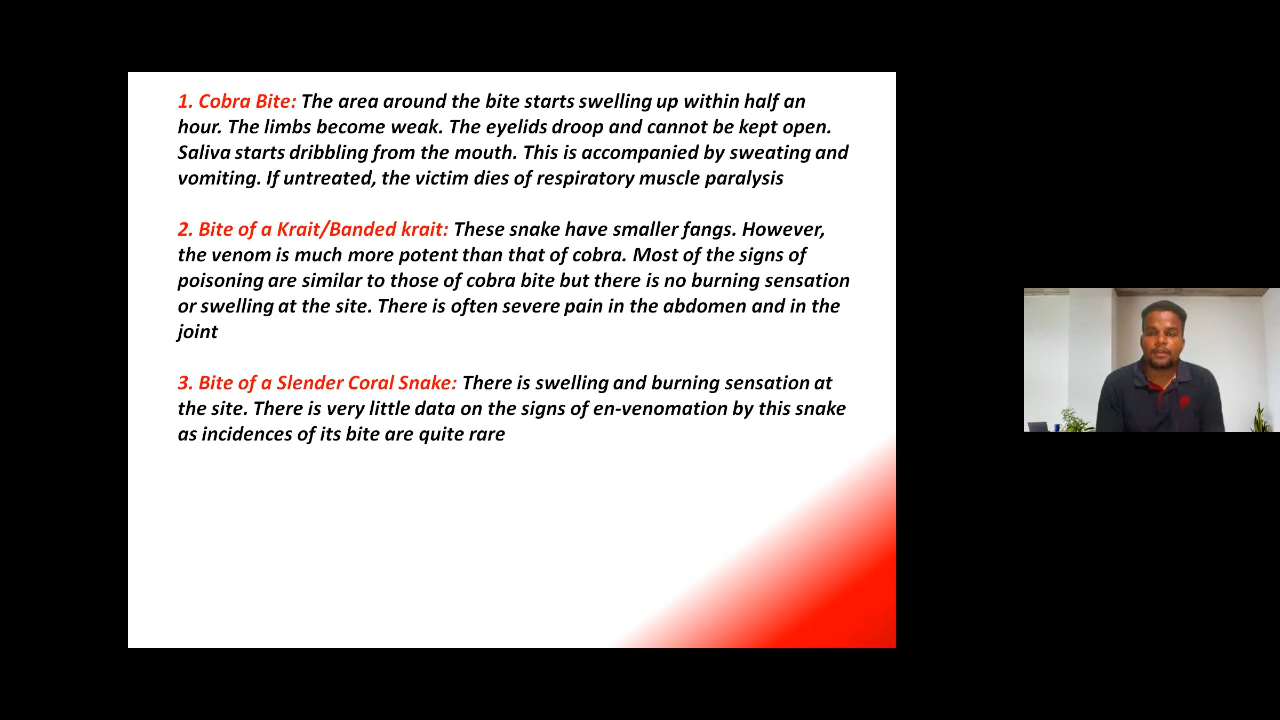 1. Cobra Bite: The area around the bite starts swelling up within half an
hour. The limbs become weak. The eyelids droop and cannot be kept open.
Saliva starts dribbling from the mouth. This is accompanied by sweating and
vomiting. If untreated, the victim dies of respiratory muscle paralysis
2. Bite of a Krait/Banded krait: These snake have smaller fangs. However,
the venom is much more potent than that of cobra. Most of the signs of
poisoning are similar to those of cobra bite but there is no burning sensation
or swelling at the site. There is often severe pain in the abdomen and in the
joint
3. Bite of a Slender Coral Snake: There is swelling and burning sensation at
the site. There is very little data on the signs of en-venomation by this snake
as incidences of its bite are quite rare